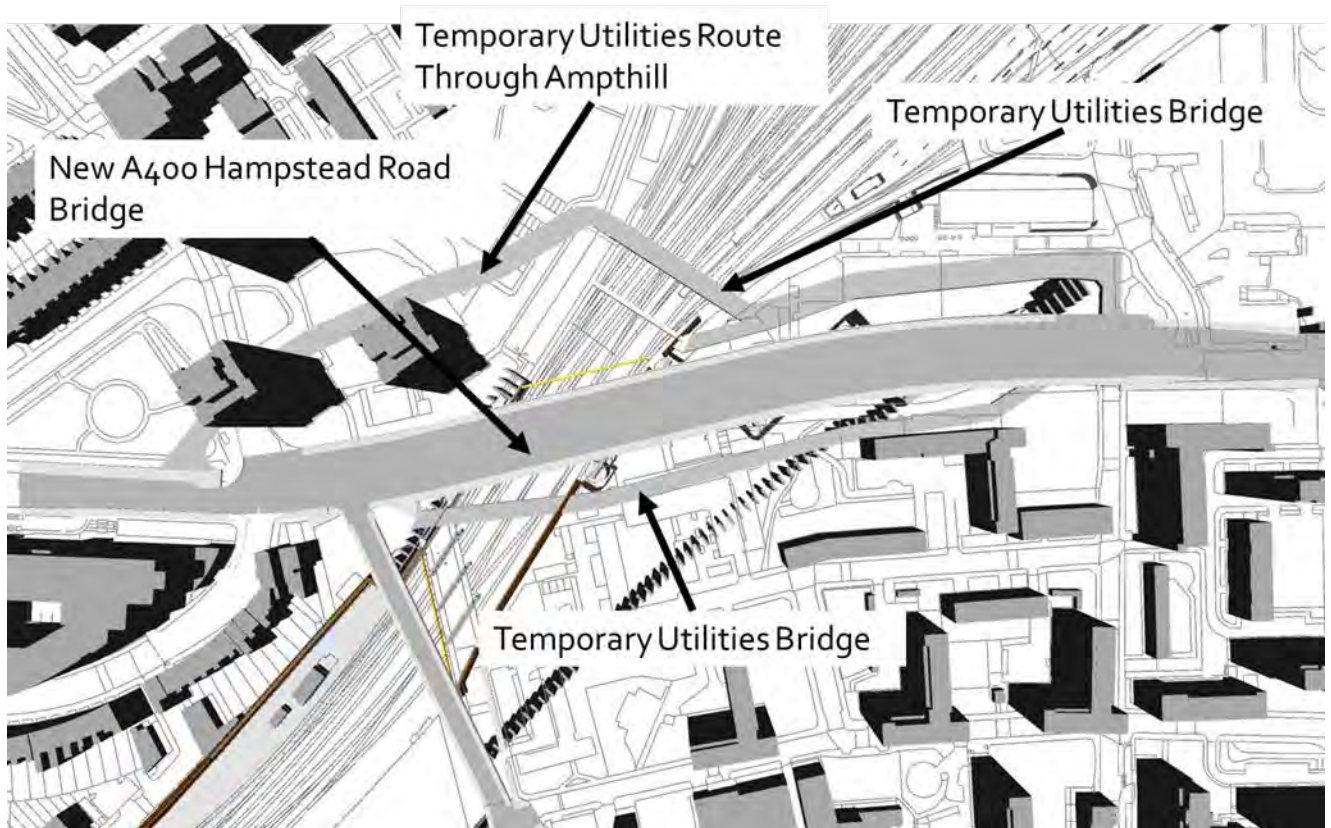 Temporary Utilities Route
Through Ampthill
Temporary Utilities Bridge
New A400 Hampstead Road
Bridge
Temporary Utilities Bridge